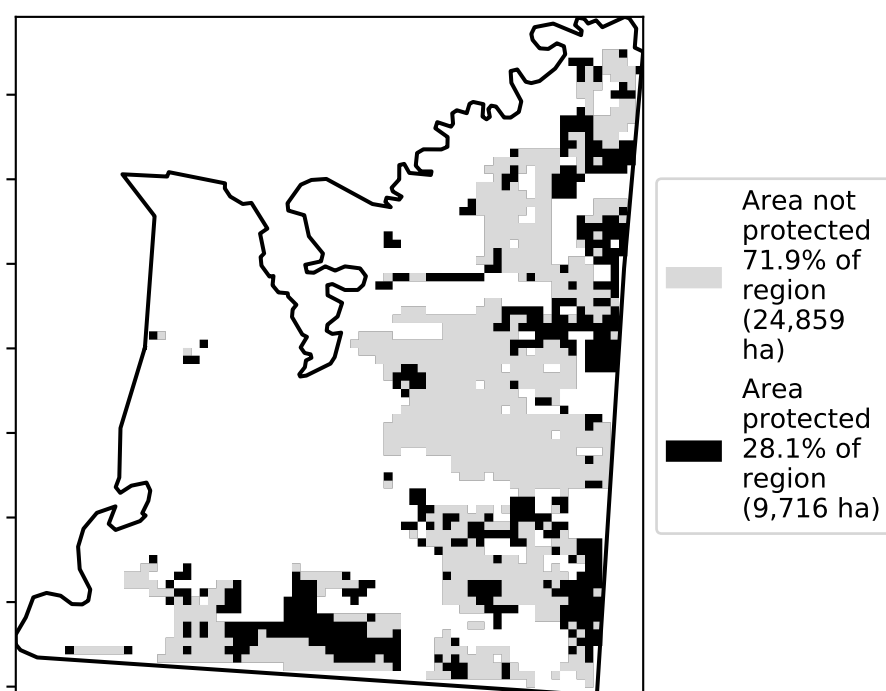 Area not
protected
71.9% of
region
(24,859
ha)
Area
protected
28.1% of
region
(9,716 ha)